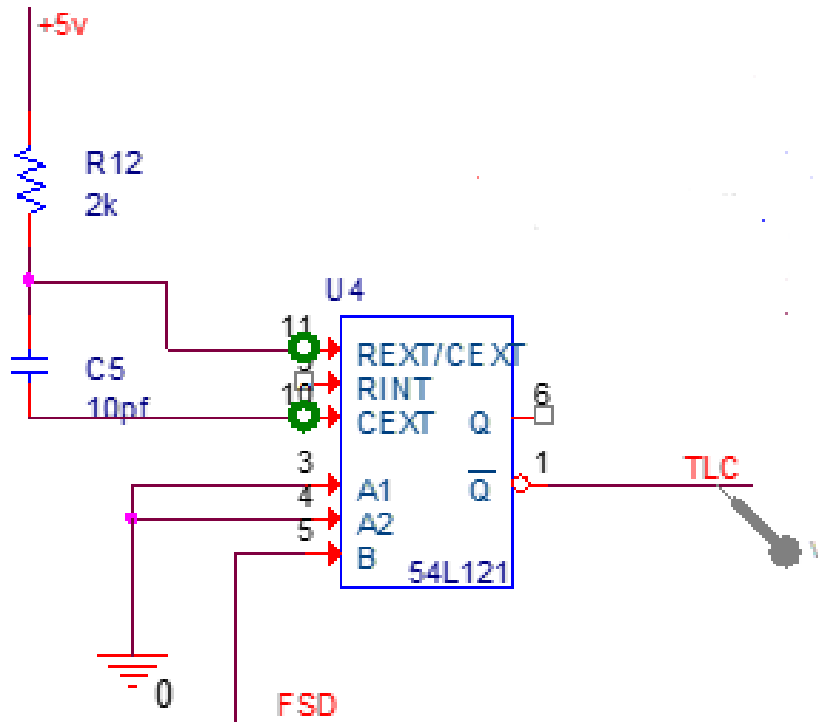 +5v
R12
2k
U4
11
REXT/CEXT
9
RINT
C5
10pf
10
CEXT
Q
6
3
A1
Q
1
TLC
4
A2
5
B
54L121
0
FSD